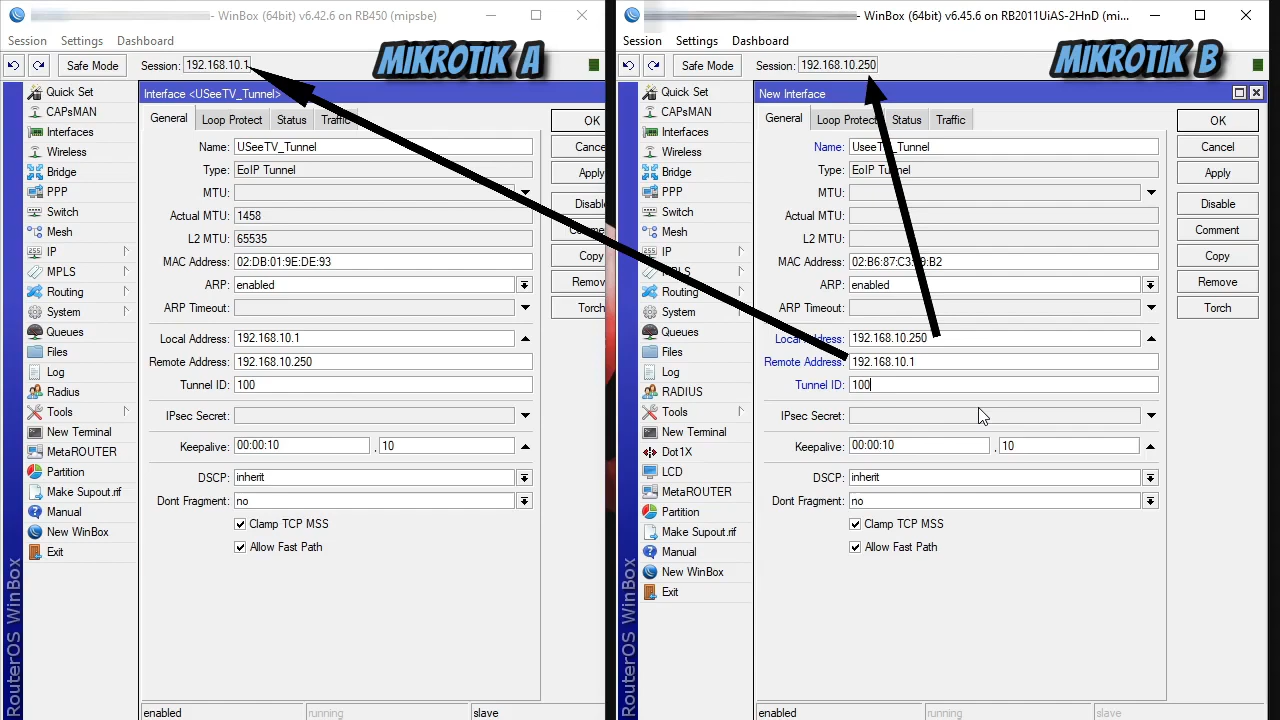 - WinBox (64bit) v6.42.6 on RB450 (mipsbe)
Session Settings Dashboard
MIKROTIK A
Safe Mode Session: 192.168.10.1
Quick Set
CAPsMAN
Interfaces
Wireless
Bridge
PPP
Switch
Mesh
IP
MPLS
Routing
System
Queues
Files
Log
Radius
Tools
New Terminal
MetaROUTER
Partition
Make Supout.rif
Manual
New WinBox
Exit
RouterOS WinBox
Interface <USeeTV_Tunnel>
General Loop Protect Status Traffic
Name: USeeTV_Tunnel
Type: EoIP Tunnel
MTU:
Actual MTU: 1458
L2 MTU: 65535
MAC Address: 02:DB:01:9E:DE:93
ARP: enabled
ARP Timeout:
Local Address: 192.168.10.1
Remote Address: 192.168.10.250
Tunnel ID: 100
IPsec Secret:
Keepalive: 00:00:10 , 10
DSCP: inherit
Dont Fragment: no
Clamp TCP MSS
Allow Fast Path
OK
Cance
Apply
Disable
Comme
Copy
Remov
Torch
enabled running slave
- WinBox (64bit) v6.45.6 on RB2011UiAS-2HnD (mi...
Session Settings Dashboard
MIKROTIK B
Safe Mode Session: 192.168.10.250
Quick Set
CAPsMAN
Interfaces
Wireless
Bridge
PPP
Switch
Mesh
IP
MPLS
Routing
System
Queues
Files
Log
RADIUS
Tools
New Terminal
Dot1X
LCD
MetaROUTER
Partition
Make Supout.rif
Manual
New WinBox
Exit
RouterOS WinBox
New Interface
General Loop Protect Status Traffic
Name: UseeTV_Tunnel
Type: EoIP Tunnel
MTU:
Actual MTU:
L2 MTU:
MAC Address:
ARP: enabled
ARP Timeout:
Local Address: 192.168.10.250
Remote Address: 192.168.10.1
Tunnel ID: 100
IPsec Secret:
Keepalive: 00:00:10 , 10
DSCP: inherit
Dont Fragment: no
Clamp TCP MSS
Allow Fast Path
OK
Cancel
Apply
Disable
Comment
Copy
Remove
Torch
enabled running slave